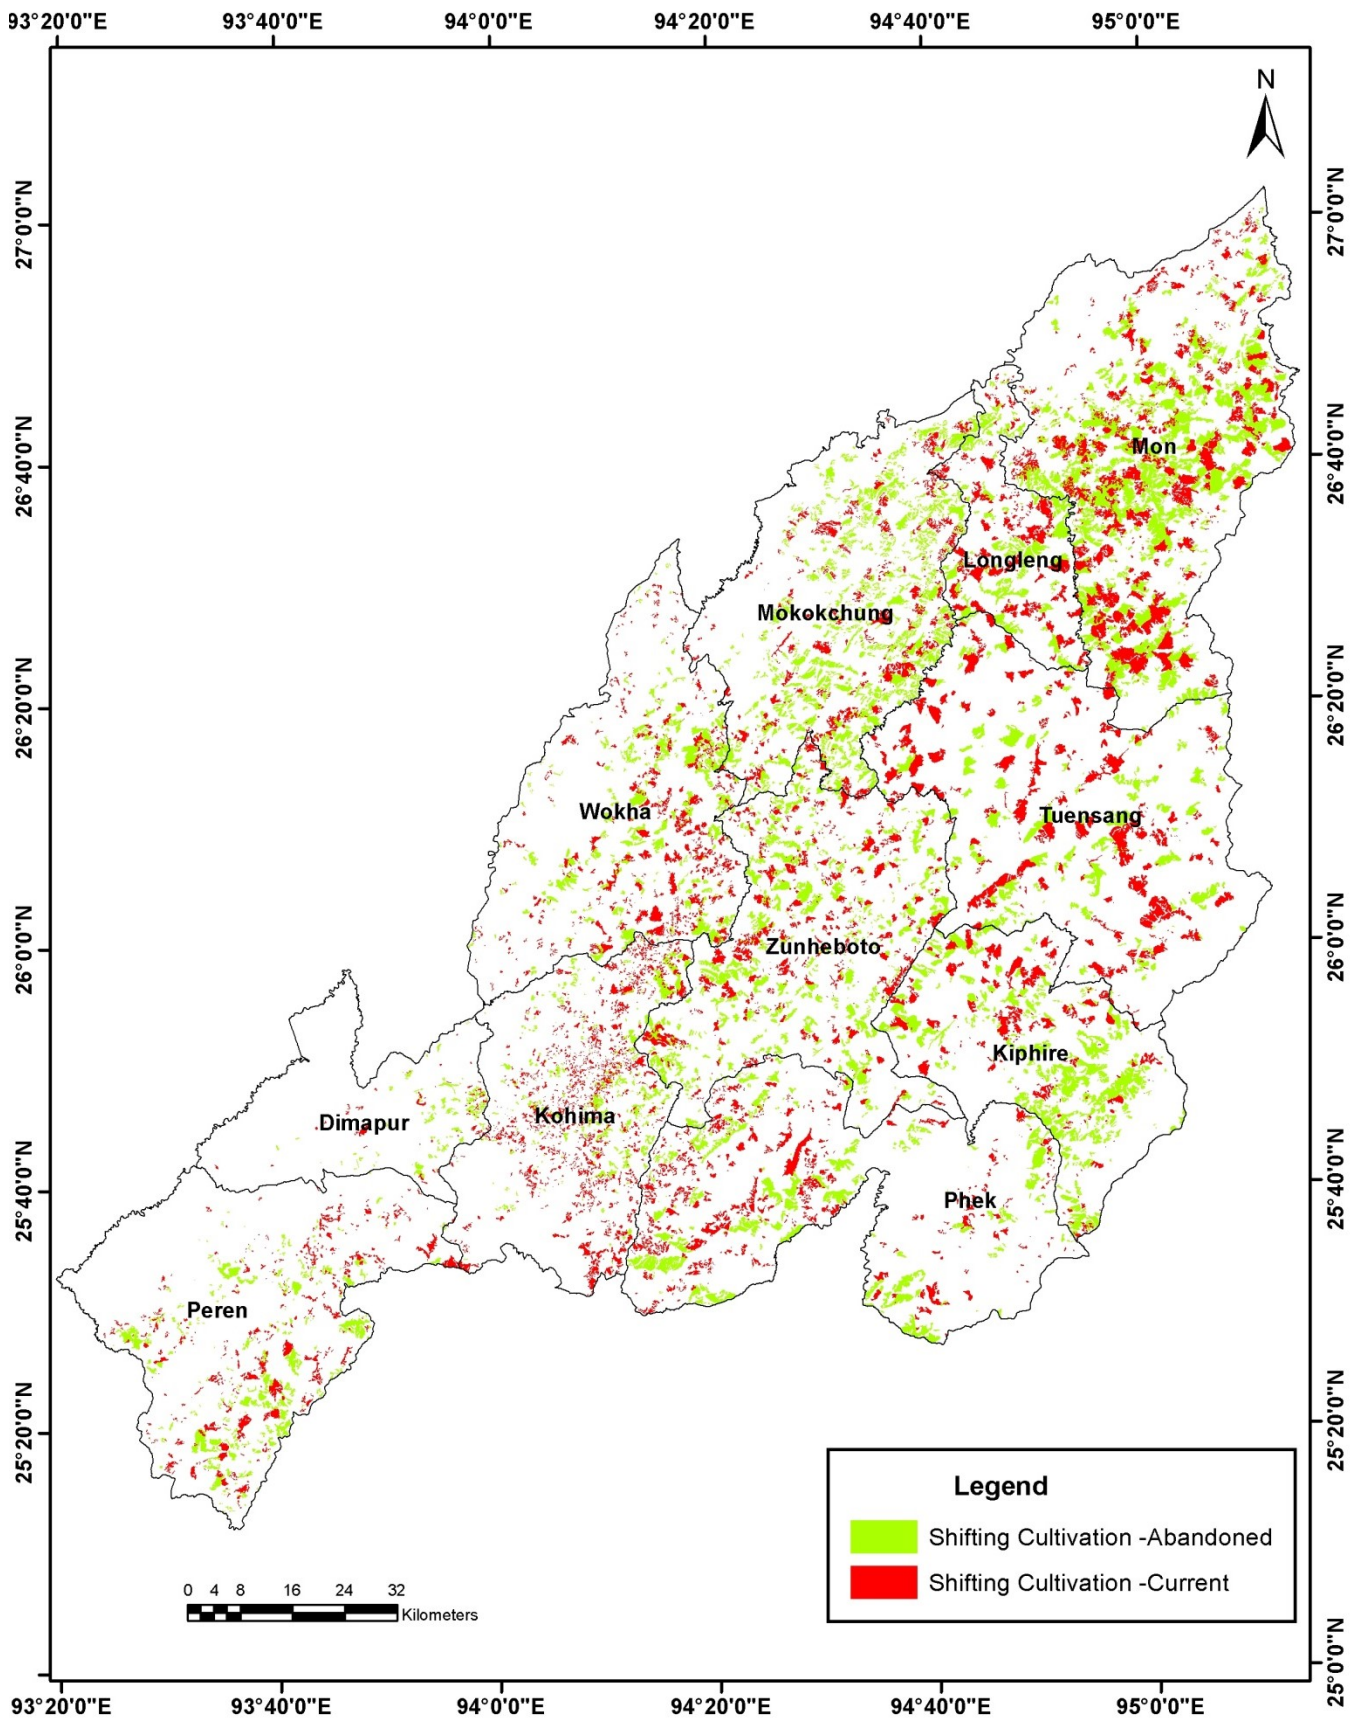 93°20'0"E 93°40'0"E 94°0'0"E 94°20'0"E 94°40'0"E 95°0'0"E
N
27°0'0"N 27°0'0"N
26°40'0"N 26°40'0"N
Mon
Longleng
Mokokchung
26°20'0"N 26°20'0"N
Wokha
Tuensang
26°0'0"N 26°0'0"N
Zunheboto
Kiphire
Dimapur
Kohima
25°40'0"N 25°40'0"N
Phek
Peren
25°20'0"N 25°20'0"N
Legend
Shifting Cultivation -Abandoned
Shifting Cultivation -Current
0 4 8 16 24 32
Kilometers
25°0'0"N
93°20'0"E 93°40'0"E 94°0'0"E 94°20'0"E 94°40'0"E 95°0'0"E